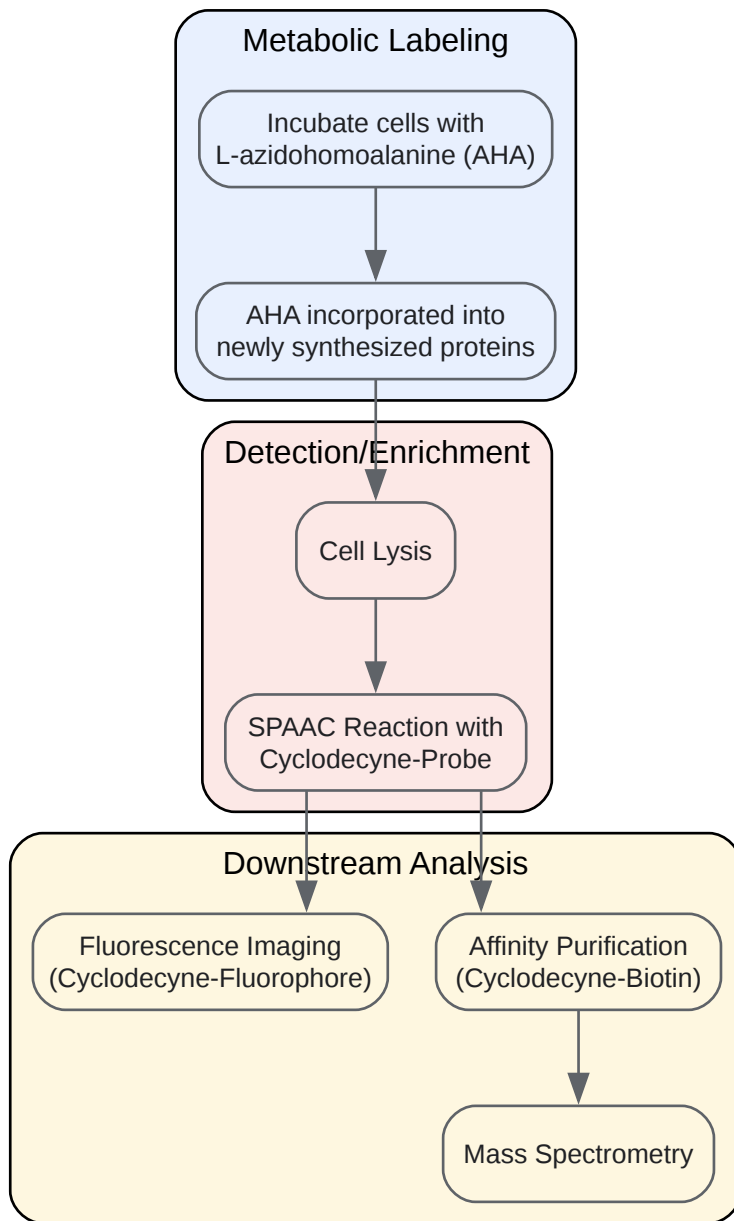 Metabolic Labeling
Incubate cells with
L-azidohomoalanine (AHA)
AHA incorporated into
newly synthesized proteins
Detection/Enrichment
Cell Lysis
SPAAC Reaction with
Cyclodecyne-Probe
Downstream Analysis
Fluorescence Imaging
(Cyclodecyne-Fluorophore)
Affinity Purification
(Cyclodecyne-Biotin)
Mass Spectrometry